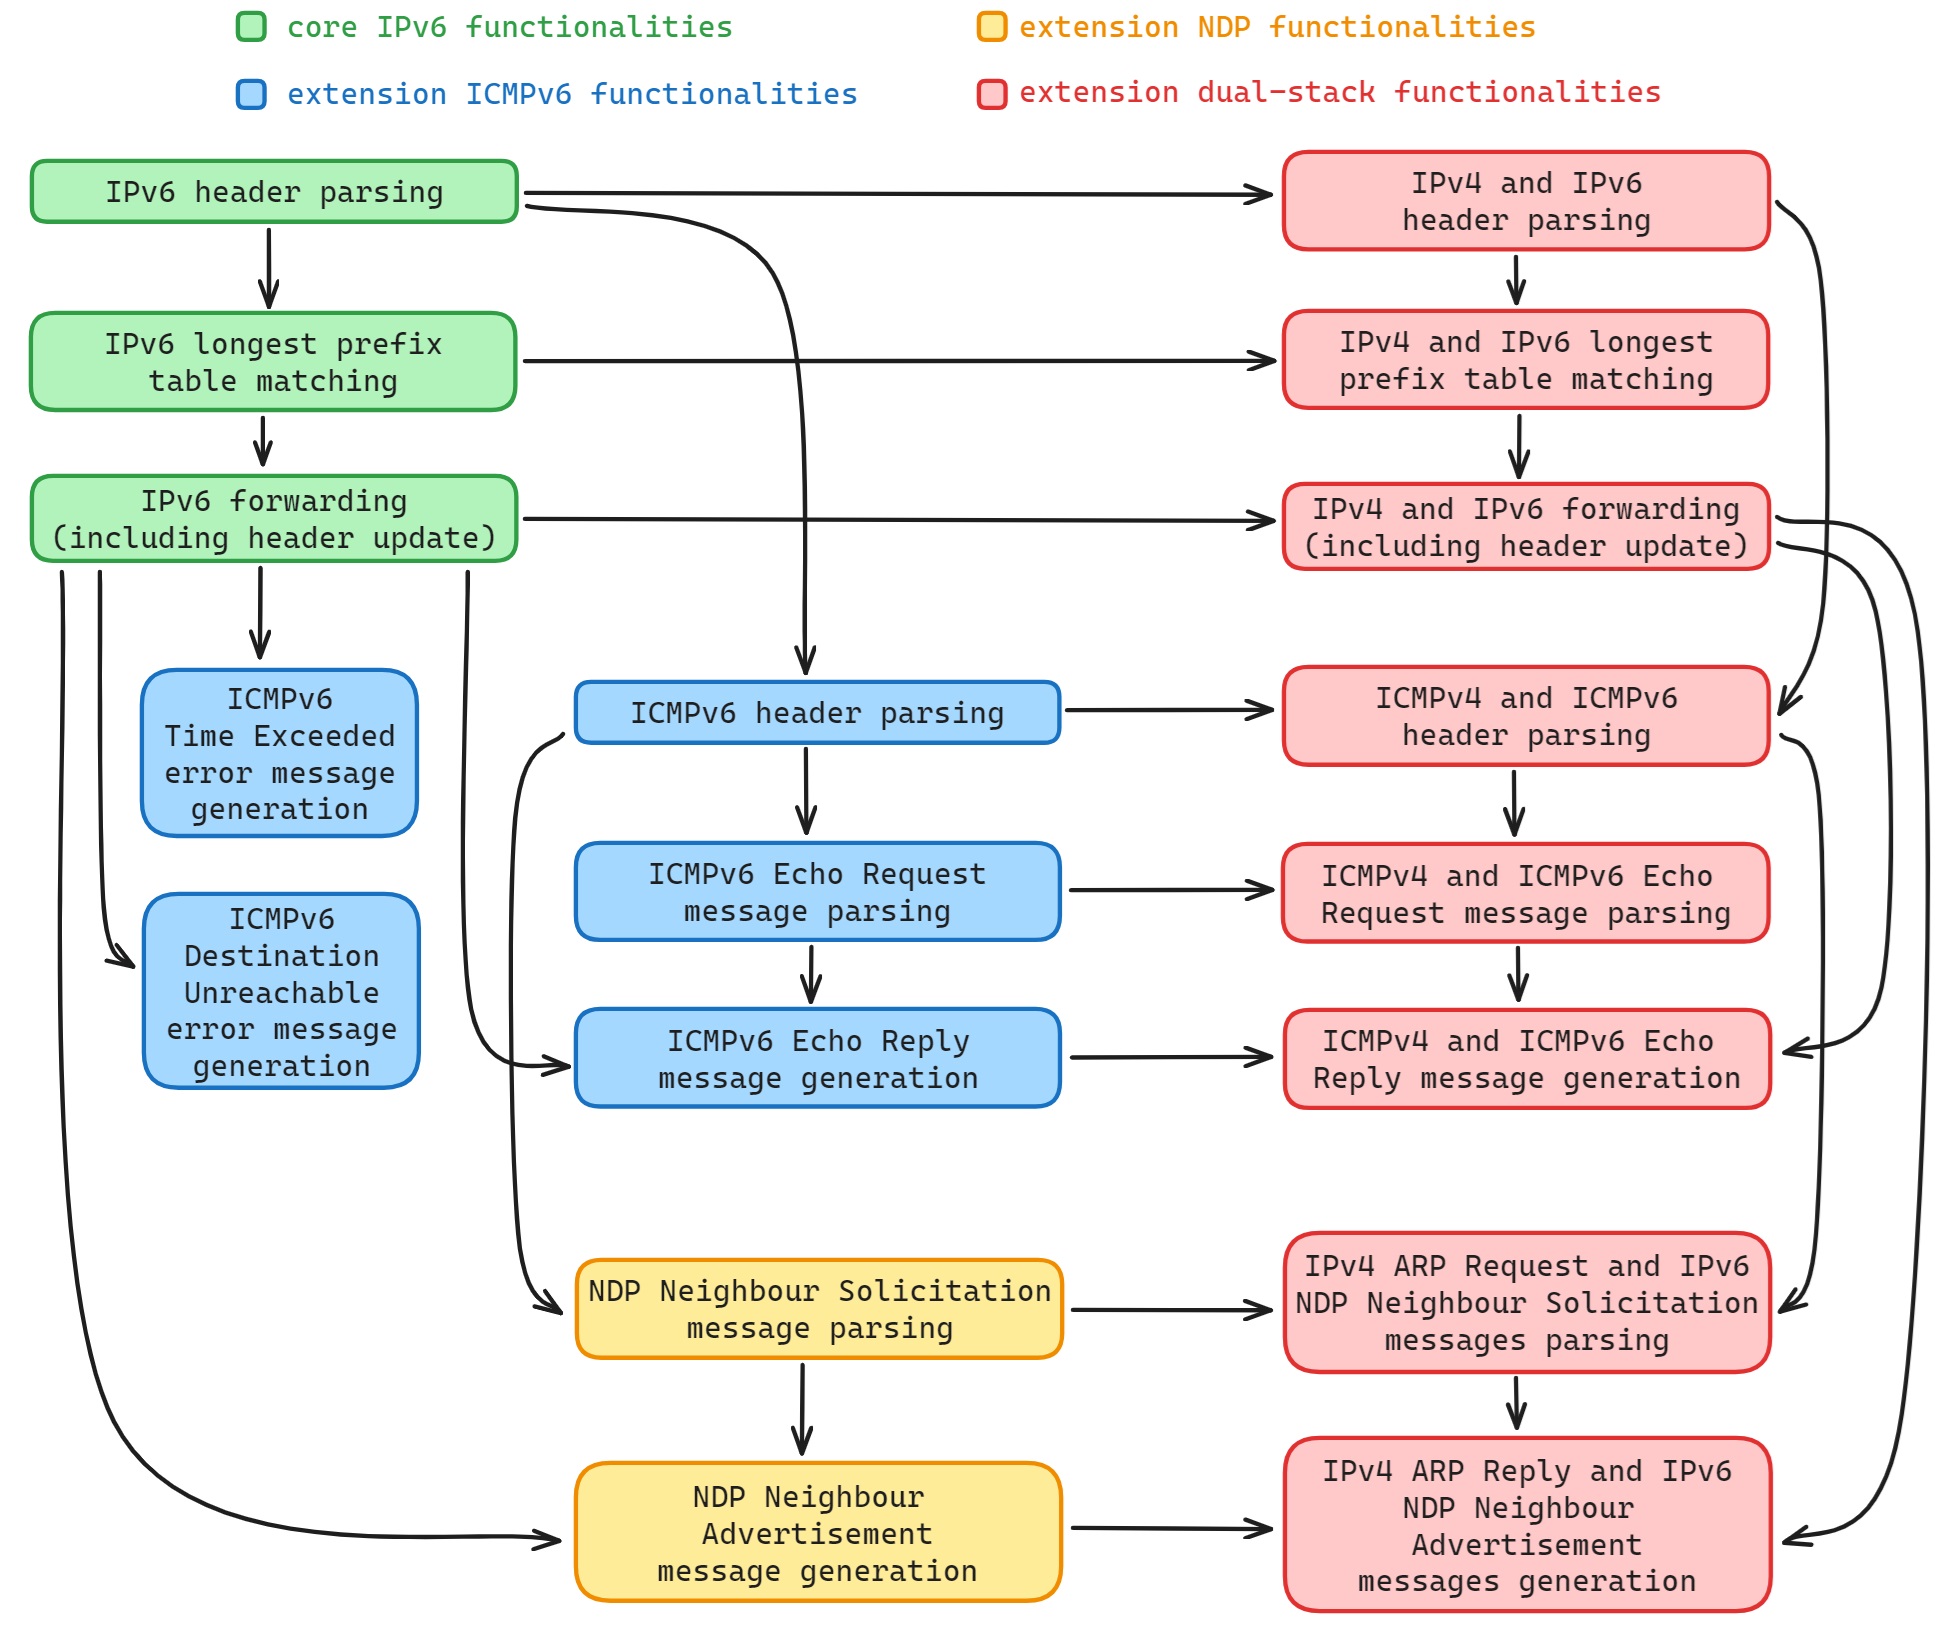 core IPv6 functionalities
extension NDP functionalities
extension ICMPv6 functionalities
extension dual-stack functionalities
IPv6 header parsing
IPv4 and IPv6
header parsing
IPv6 longest prefix
table matching
IPv4 and IPv6 longest
prefix table matching
IPv6 forwarding
(including header update)
IPv4 and IPv6 forwarding
(including header update)
ICMPv6
Time Exceeded
error message
generation
ICMPv6 header parsing
ICMPv4 and ICMPv6
header parsing
ICMPv6
Destination
Unreachable
error message
generation
ICMPv6 Echo Request
message parsing
ICMPv4 and ICMPv6 Echo
Request message parsing
ICMPv6 Echo Reply
message generation
ICMPv4 and ICMPv6 Echo
Reply message generation
NDP Neighbour Solicitation
message parsing
IPv4 ARP Request and IPv6
NDP Neighbour Solicitation
messages parsing
NDP Neighbour
Advertisement
message generation
IPv4 ARP Reply and IPv6
NDP Neighbour
Advertisement
messages generation